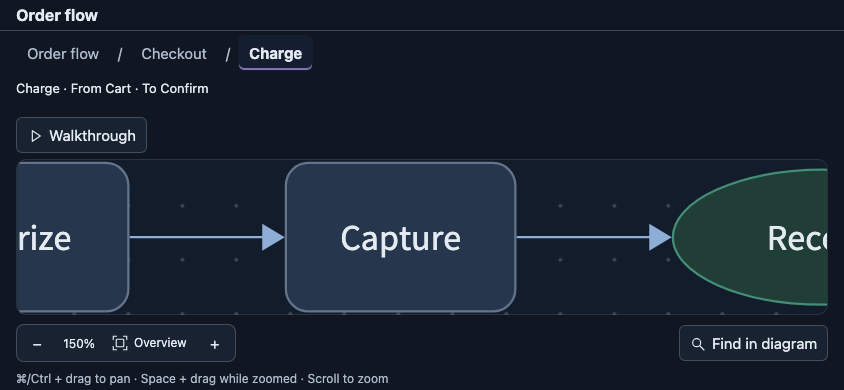 Order flow
Order flow / Checkout / Charge
Charge · From Cart · To Confirm
Walkthrough
rize Capture Rece
− 150% Overview + Find in diagram
⌘/Ctrl + drag to pan · Space + drag while zoomed · Scroll to zoom